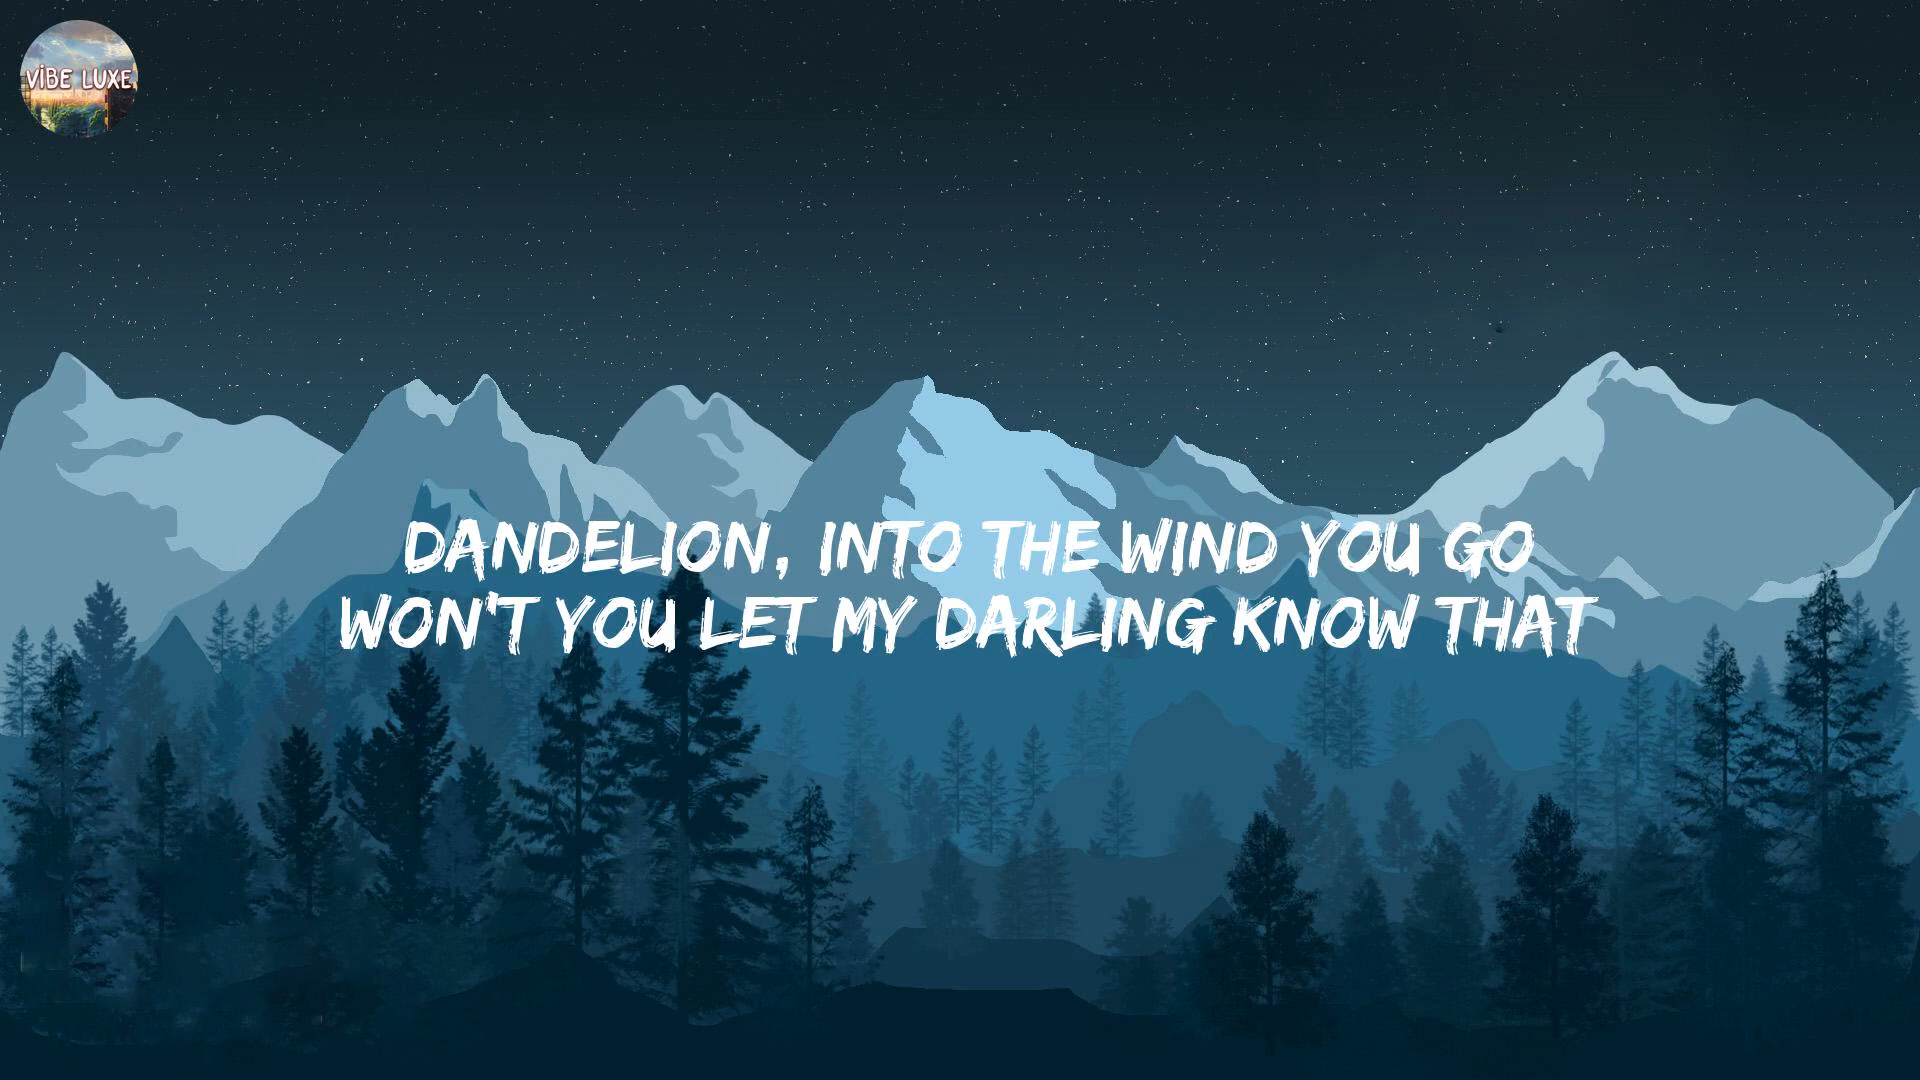 VIBE LUXE
DANDELION, INTO THE WIND YOU GO
WON'T YOU LET MY DARLING KNOW THAT